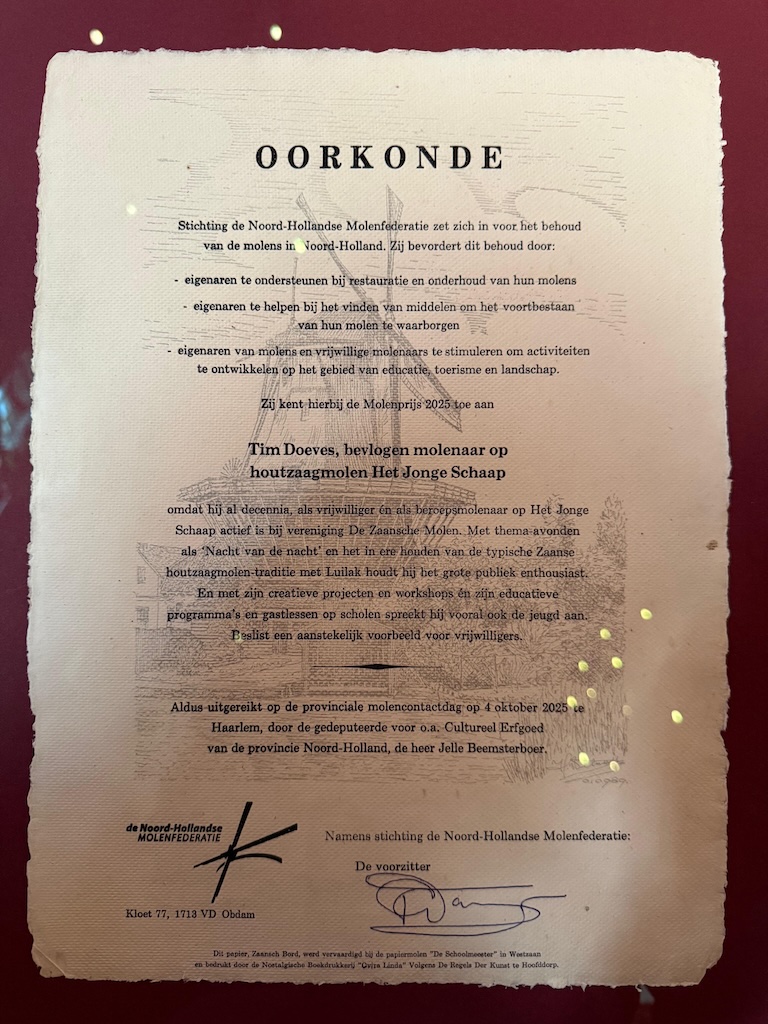 OORKONDE
Stichting de Noord-Hollandse Molenfederatie zet zich in voor het behoud
van de molens in Noord-Holland. Zij bevordert dit behoud door:
- eigenaren te ondersteunen bij restauratie en onderhoud van hun molens
- eigenaren te helpen bij het vinden van middelen om het voortbestaan
van hun molen te waarborgen
- eigenaren van molens en vrijwillige molenaars te stimuleren om activiteiten
te ontwikkelen op het gebied van educatie, toerisme en landschap.
Zij kent hierbij de Molenprijs 2025 toe aan
Tim Doeves, bevlogen molenaar op
houtzaagmolen Het Jonge Schaap
omdat hij al decennia, als vrijwilliger én als beroepsmolenaar op Het Jonge
Schaap actief is bij vereniging De Zaansche Molen. Met thema-avonden
als ‘Nacht van de nacht’ en het in ere houden van de typische Zaanse
houtzaagmolen-traditie met Luilak houdt hij het grote publiek enthousiast.
En met zijn creatieve projecten en workshops én zijn educatieve
programma's en gastlessen op scholen spreekt hij vooral ook de jeugd aan.
Beslist een aanstekelijk voorbeeld voor vrijwilligers.
Aldus uitgereikt op de provinciale molencontactdag op 4 oktober 2025 te
Haarlem, door de gedeputeerde voor o.a. Cultureel Erfgoed
van de provincie Noord-Holland, de heer Jelle Beemsterboer.
de Noord-Hollandse
MOLENFEDERATIE
Namens stichting de Noord-Hollandse Molenfederatie:
De voorzitter
Kloet 77, 1713 VD Obdam
Dit papier, Zaansch Bord, werd vervaardigd bij de papiermolen "De Schoolmeester" in Westzaan
en bedrukt door de Nostalgische Boekdrukkerij Linda" Volgens De Regels Der Kunst te Hoofddorp.